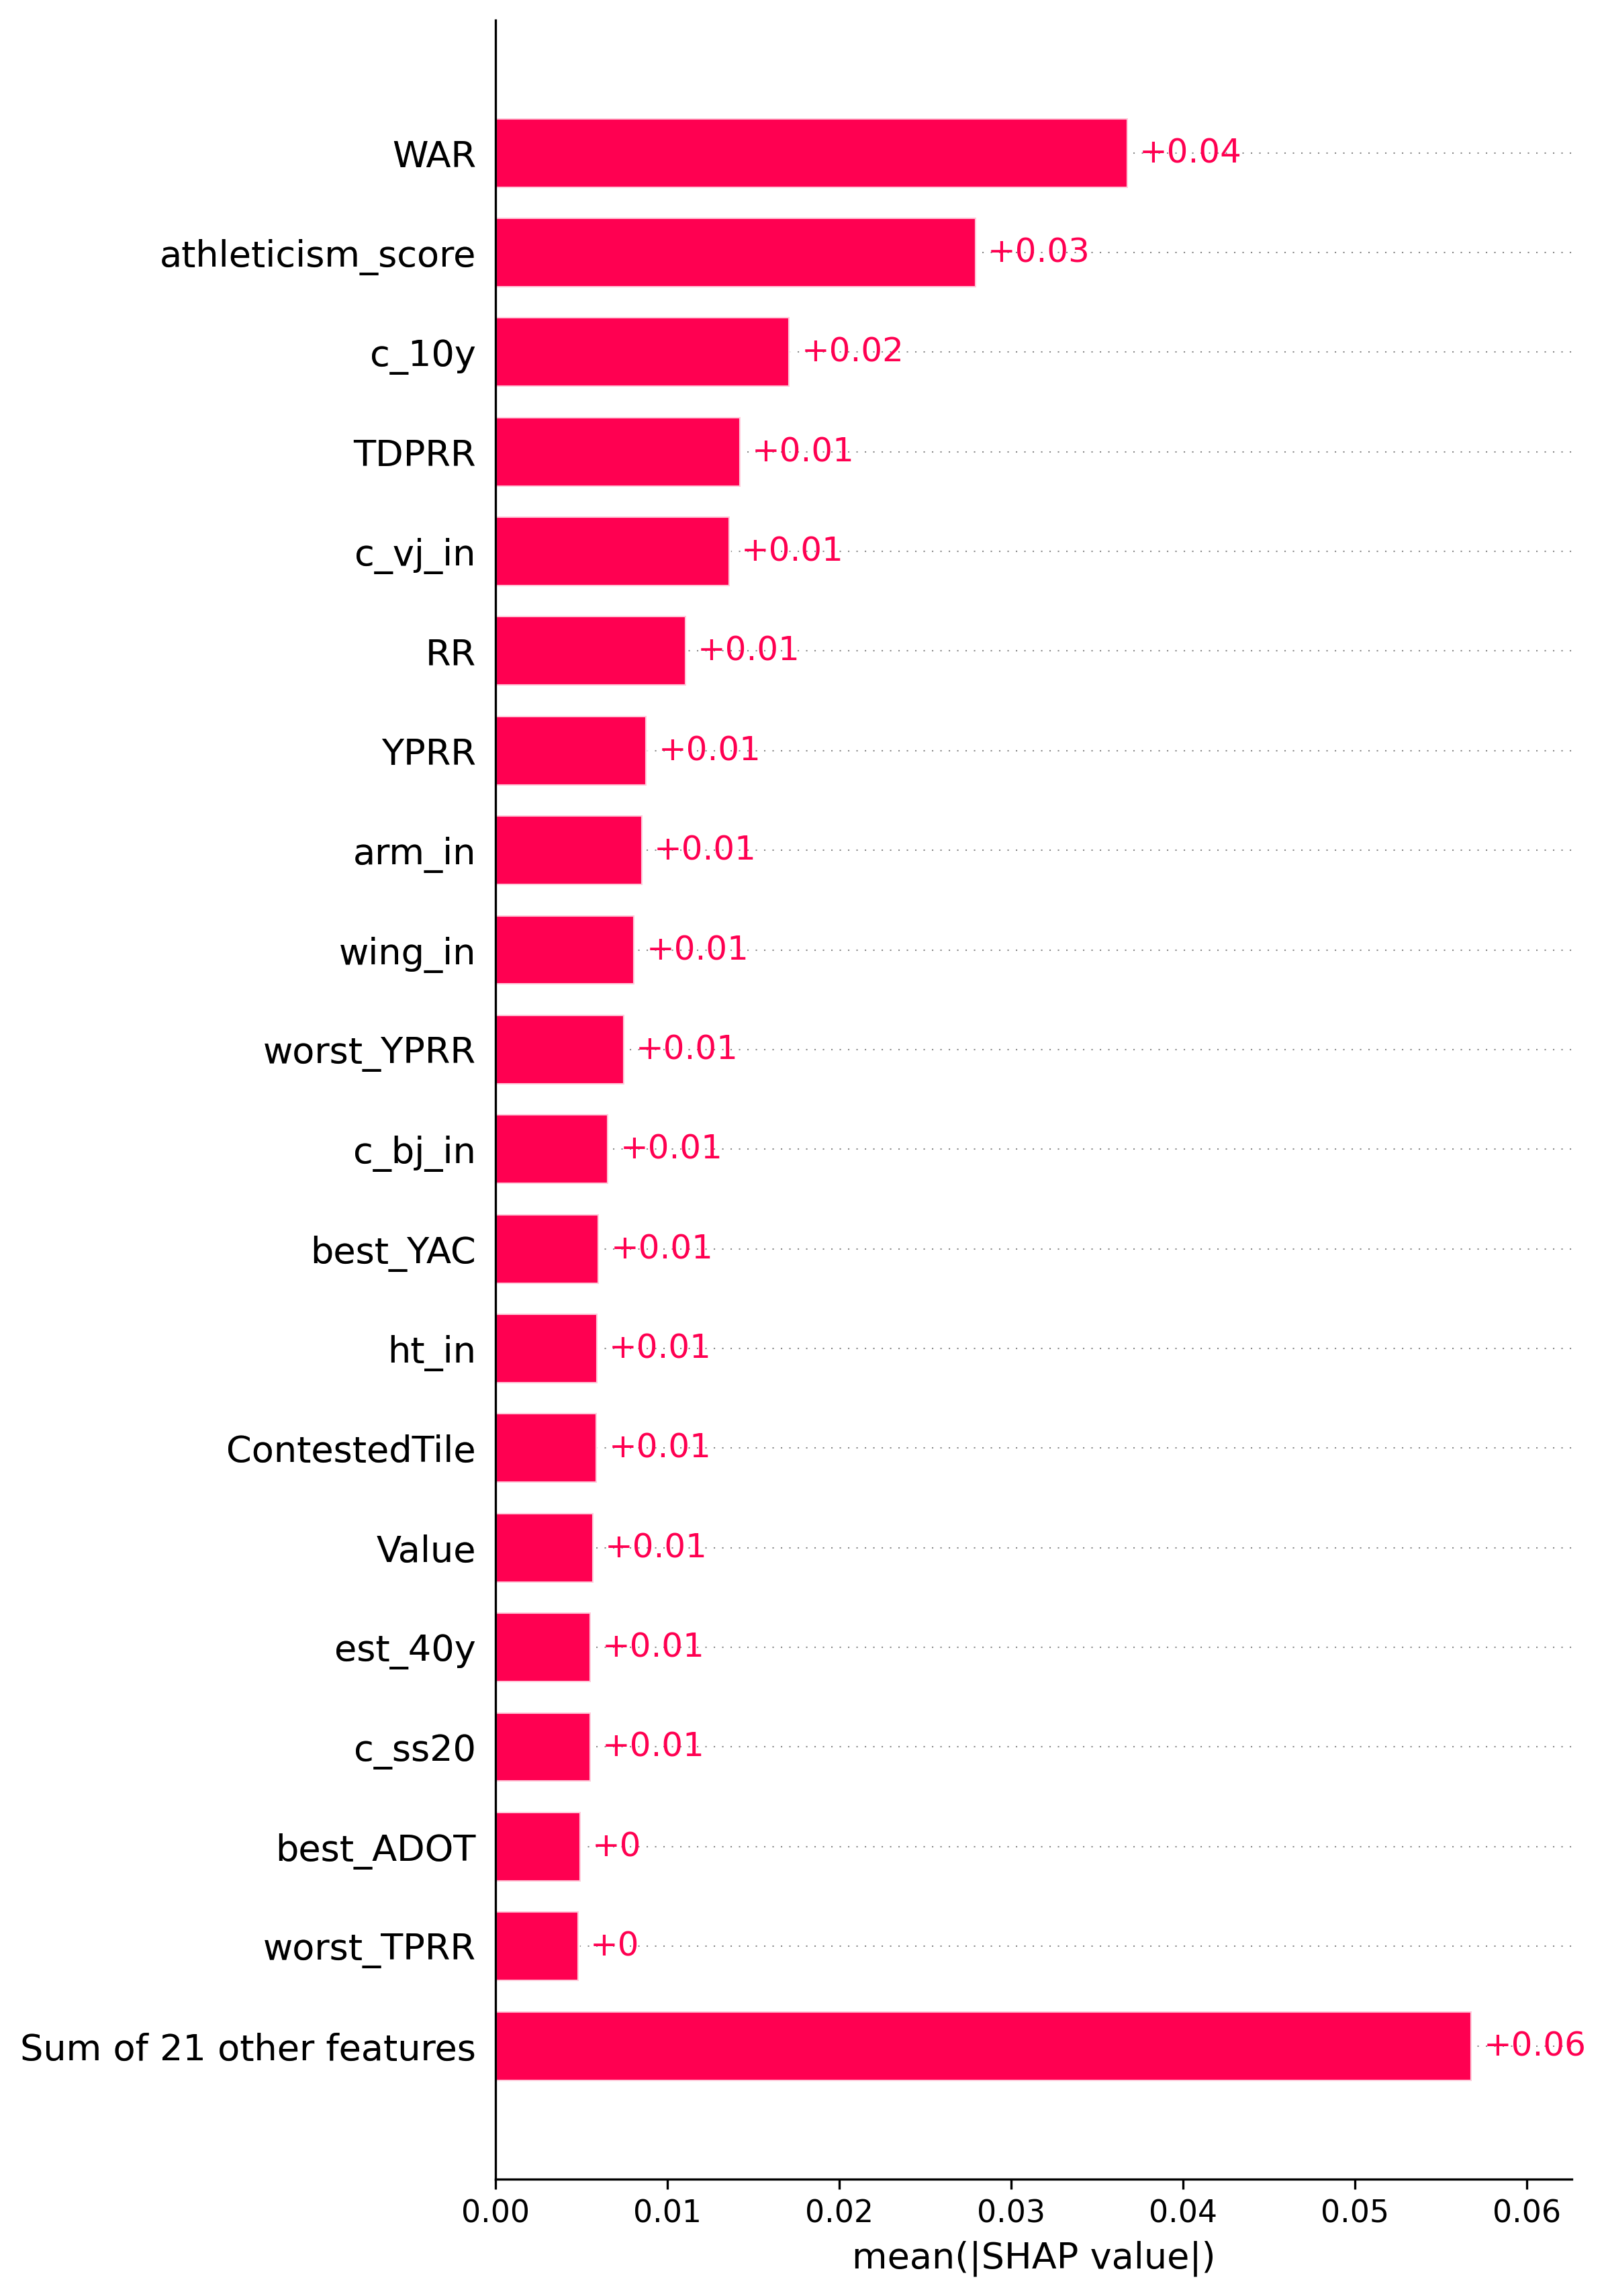 WAR +0.04
athleticism_score +0.03
c_10y +0.02
TDPRR +0.01
c_vj_in +0.01
RR +0.01
YPRR +0.01
arm_in +0.01
wing_in +0.01
worst_YPRR +0.01
c_bj_in +0.01
best_YAC +0.01
ht_in +0.01
ContestedTile +0.01
Value +0.01
est_40y +0.01
c_ss20 +0.01
best_ADOT +0
worst_TPRR +0
Sum of 21 other features +0.06
0.00 0.01 0.02 0.03 0.04 0.05 0.06
mean(|SHAP value|)